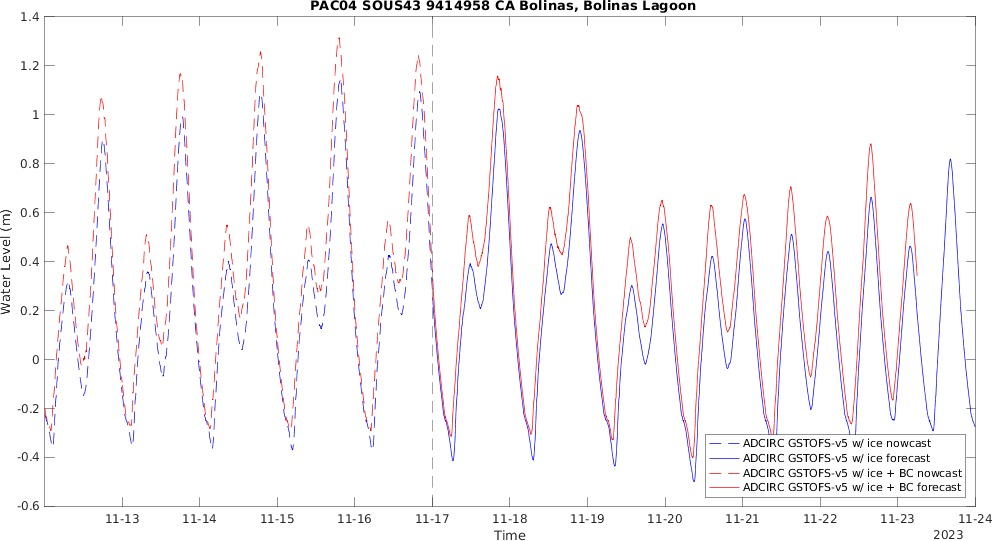 PAC04 SOUS43 9414958 CA Bolinas, Bolinas Lagoon
1.4
1.2
1
0.8
0.6
0.4
0.2
0
-0.2
-0.4
-0.6
Water Level (m)
ADCIRC GSTOFS-v5 w/ ice nowcast
ADCIRC GSTOFS-v5 w/ ice forecast
ADCIRC GSTOFS-v5 w/ ice + BC nowcast
ADCIRC GSTOFS-v5 w/ ice + BC forecast
11-13 11-14 11-15 11-16 11-17 11-18 11-19 11-20 11-21 11-22 11-23 11-24
Time
2023